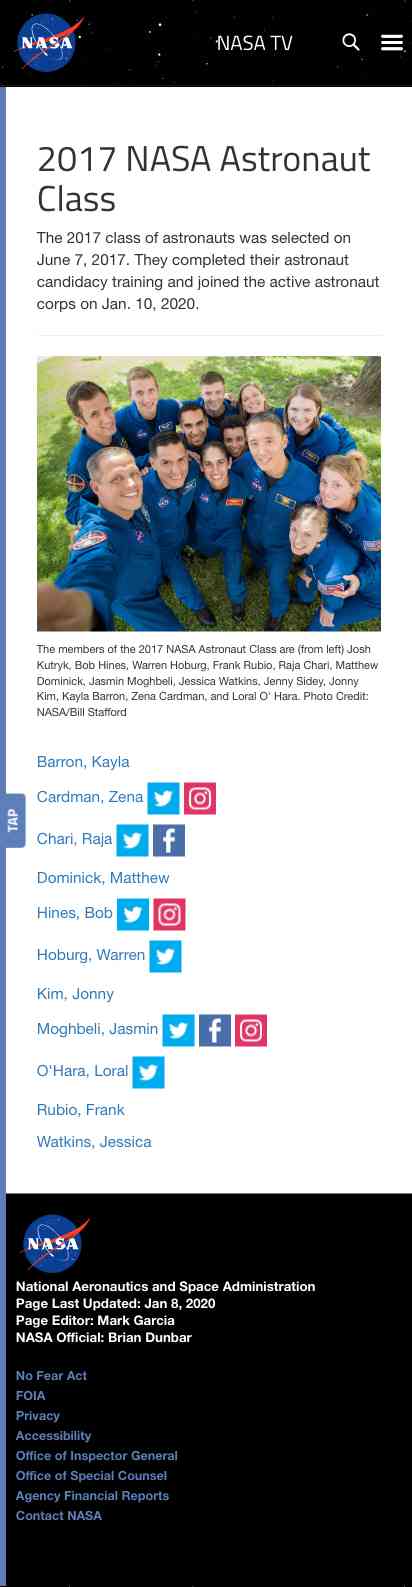 NASA
NASA TV
2017 NASA Astronaut
Class
The 2017 class of astronauts was selected on
June 7, 2017. They completed their astronaut
candidacy training and joined the active astronaut
corps on Jan. 10, 2020.
The members of the 2017 NASA Astronaut Class are (from left) Josh
Kutryk, Bob Hines, Warren Hoburg, Frank Rubio, Raja Chari, Matthew
Dominick, Jasmin Moghbeli, Jessica Watkins, Jenny Sidey, Jonny
Kim, Kayla Barron, Zena Cardman, and Loral O' Hara. Photo Credit:
NASA/Bill Stafford
Barron, Kayla
Cardman, Zena
TAP
Chari, Raja
Dominick, Matthew
Hines, Bob
Hoburg, Warren
Kim, Jonny
Moghbeli, Jasmin
O'Hara, Loral
Rubio, Frank
Watkins, Jessica
NASA
National Aeronautics and Space Administration
Page Last Updated: Jan 8, 2020
Page Editor: Mark Garcia
NASA Official: Brian Dunbar
No Fear Act
FOIA
Privacy
Accessibility
Office of Inspector General
Office of Special Counsel
Agency Financial Reports
Contact NASA